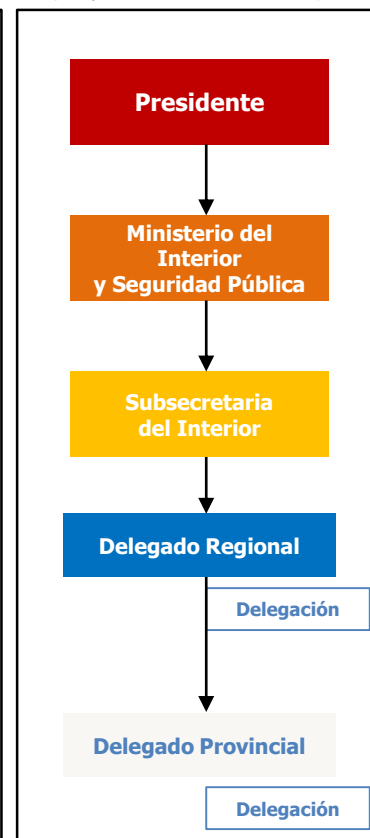 Presidente
Ministerio del
Interior
y Seguridad Pública
Subsecretaria
del Interior
Delegado Regional
Delegación
Delegado Provincial
Delegación